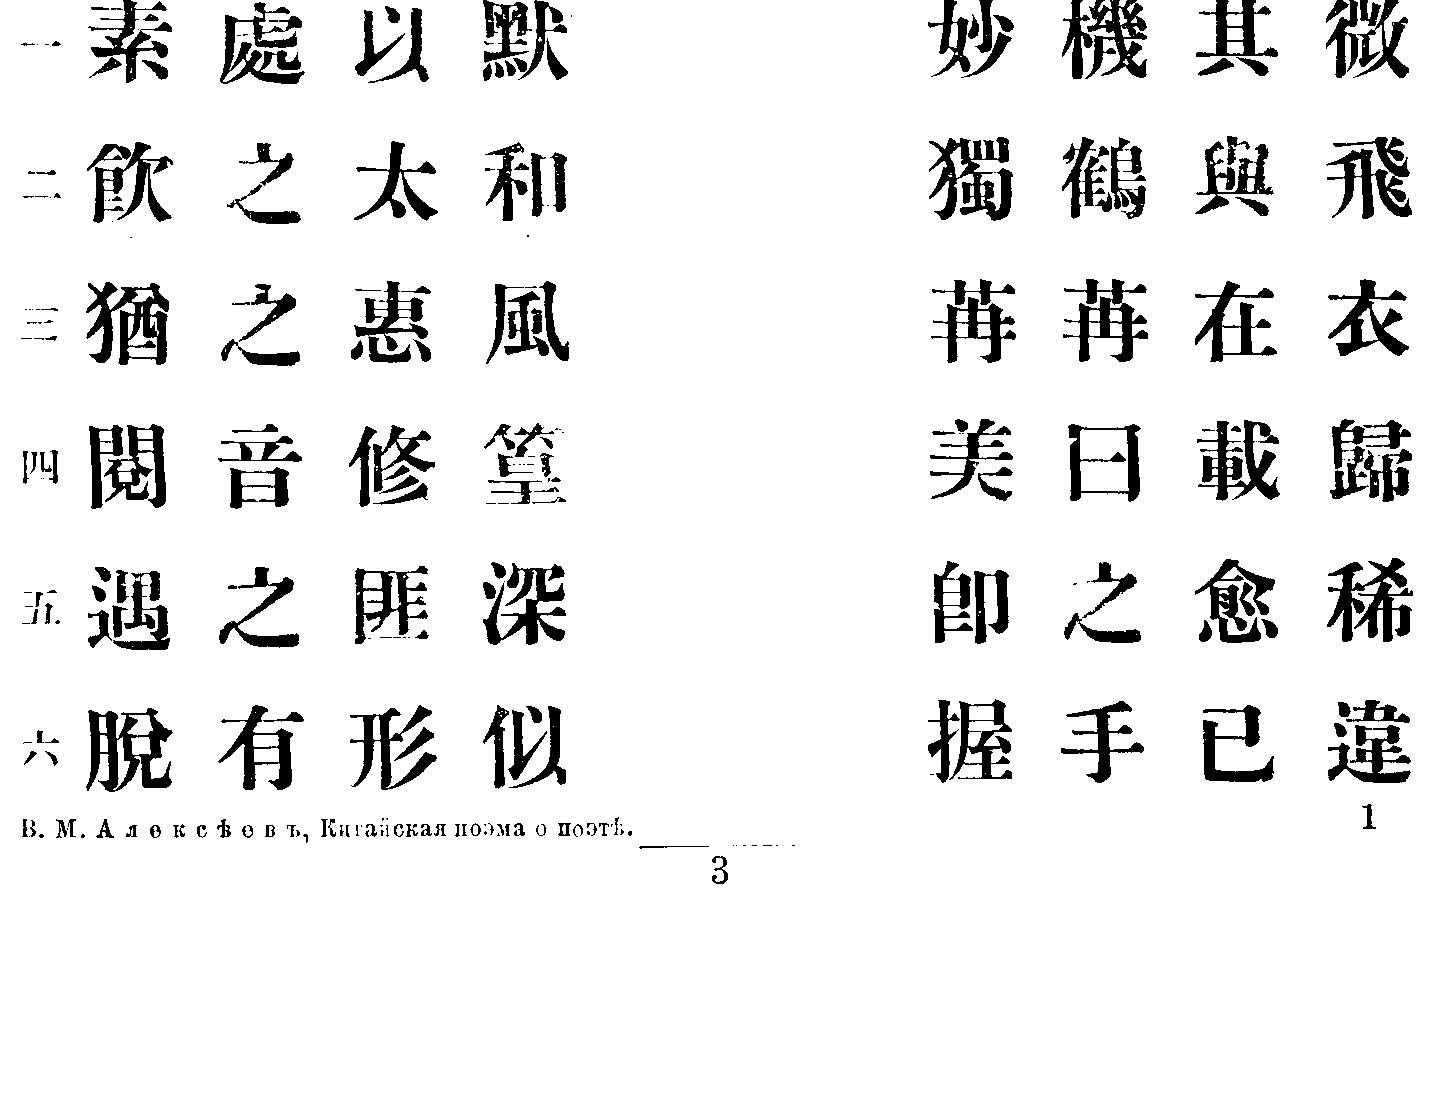 一 素處以默 妙機其微
二 飮之太和 獨鶴與飛
三 猶之惠風 苒苒在衣
四 閱音修篁 美曰載歸
五 遇之匪深 卽之愈稀
六 脫有形似 握手已違
В. М. Алексѣевъ, Китайская поэма о поэтѣ. 1
3